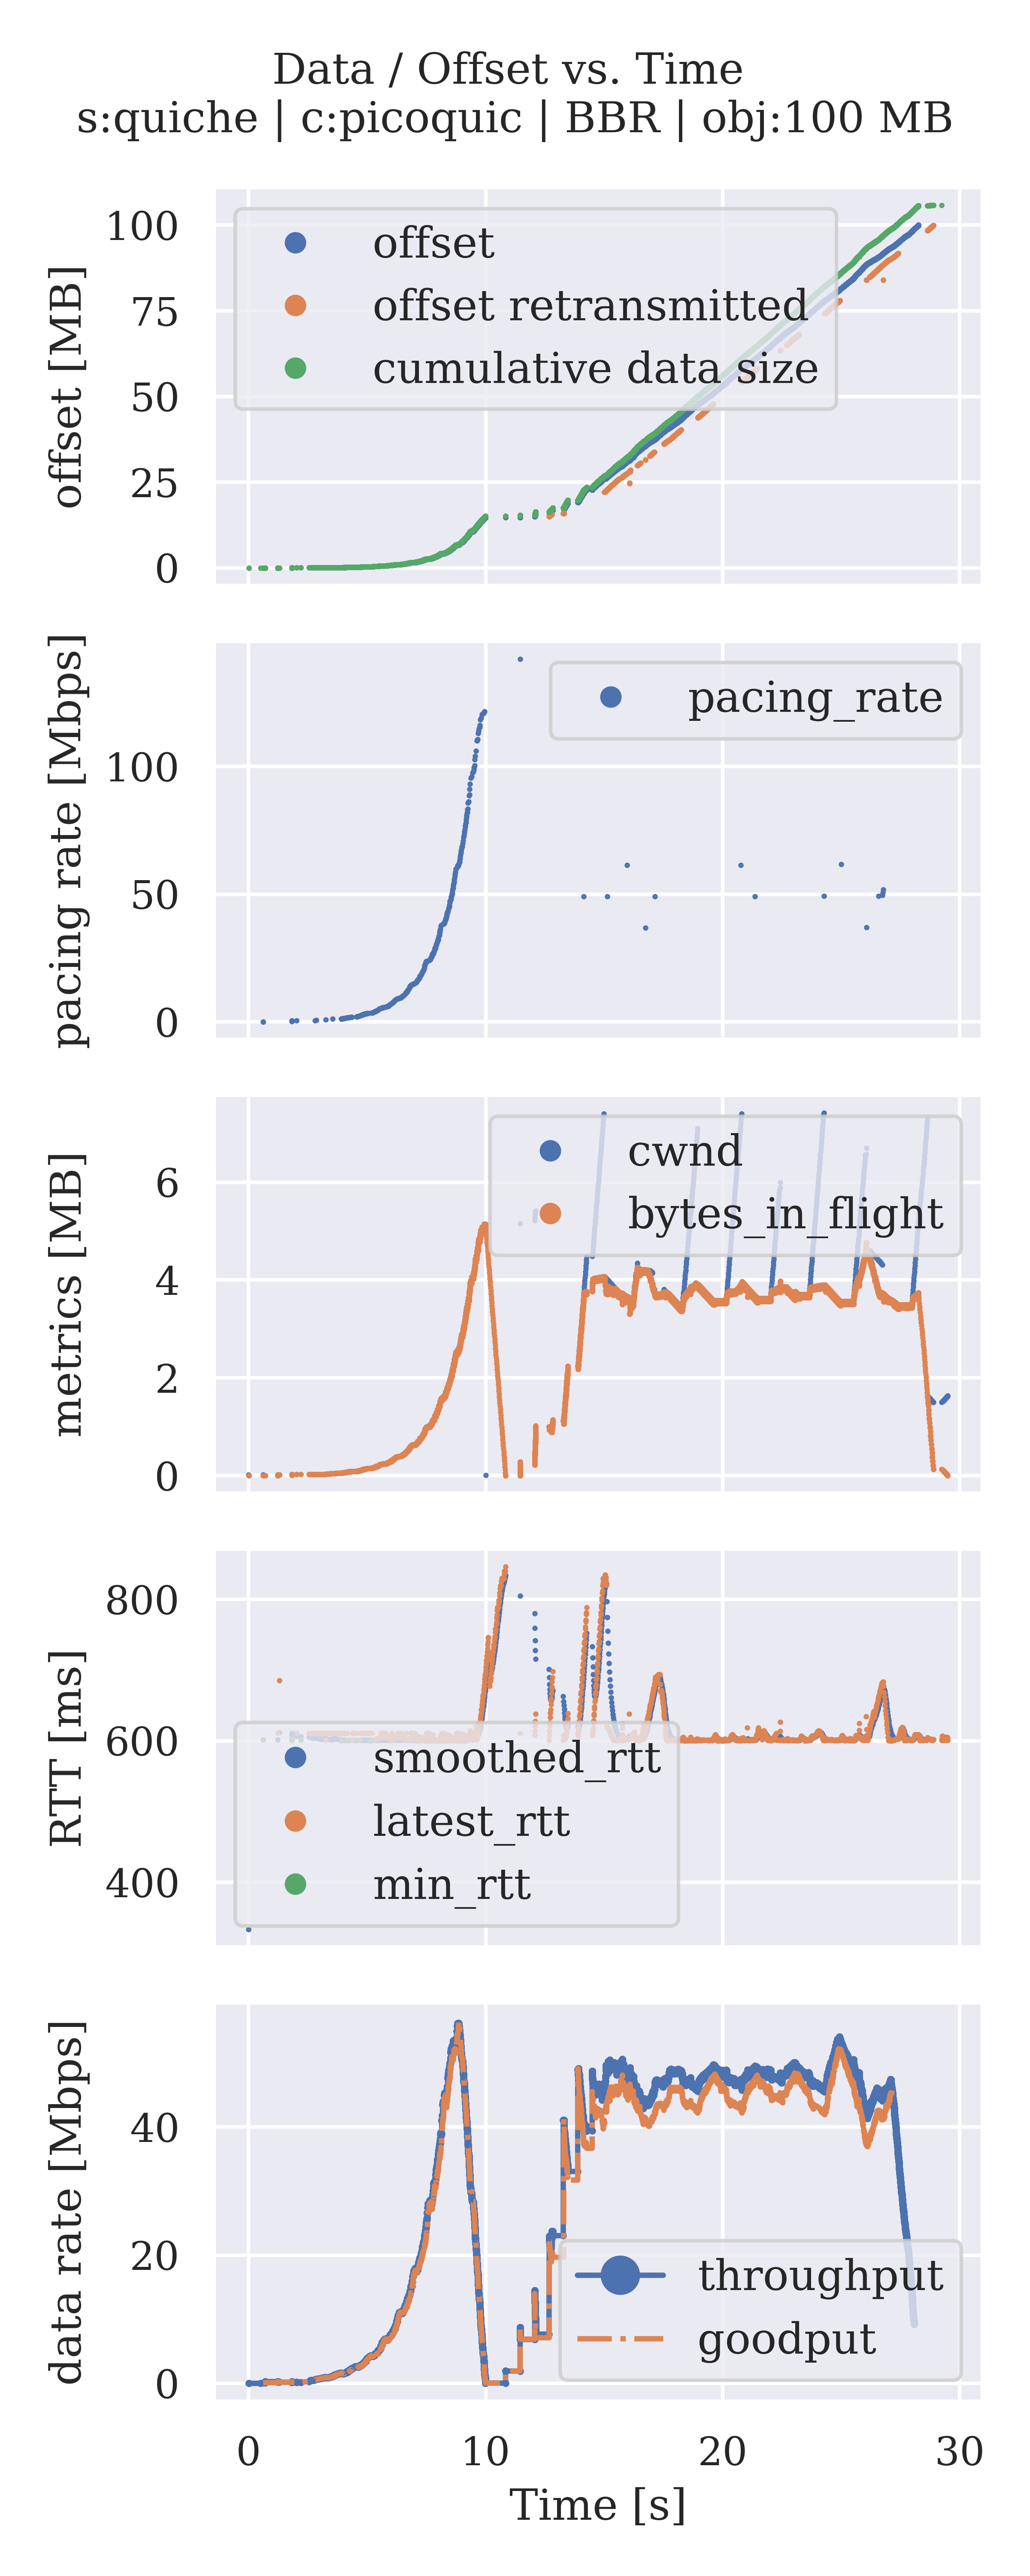 Data / Offset vs. Time
s:quiche | c:picoquic | BBR | obj:100 MB
offset [MB]
100
75
50
25
0
offset
offset retransmitted
cumulative data size
pacing rate [Mbps]
100
50
0
pacing_rate
metrics [MB]
6
4
2
0
cwnd
bytes_in_flight
RTT [ms]
800
600
400
smoothed_rtt
latest_rtt
min_rtt
data rate [Mbps]
40
20
0
throughput
goodput
0 10 20 30
Time [s]